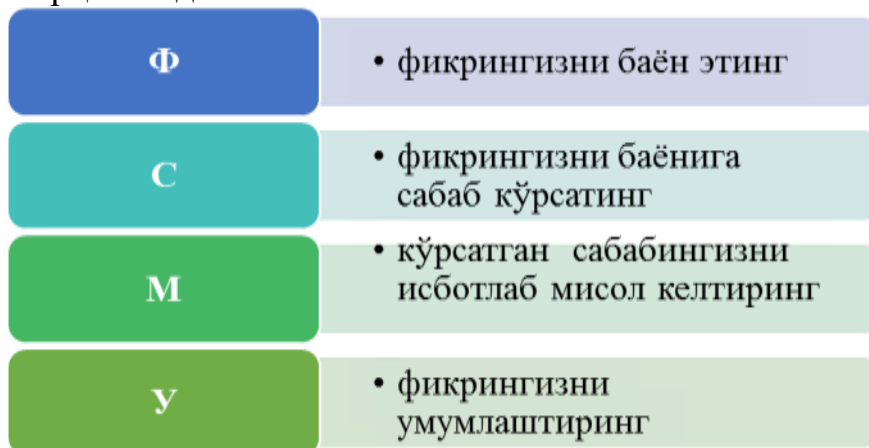 Ф
• фикрингизни баён этинг
С
• фикрингизни баёнига
сабаб кўрсатинг
М
• кўрсатган сабабингизни
исботлаб мисол келтиринг
У
• фикрингизни
умумлаштиринг